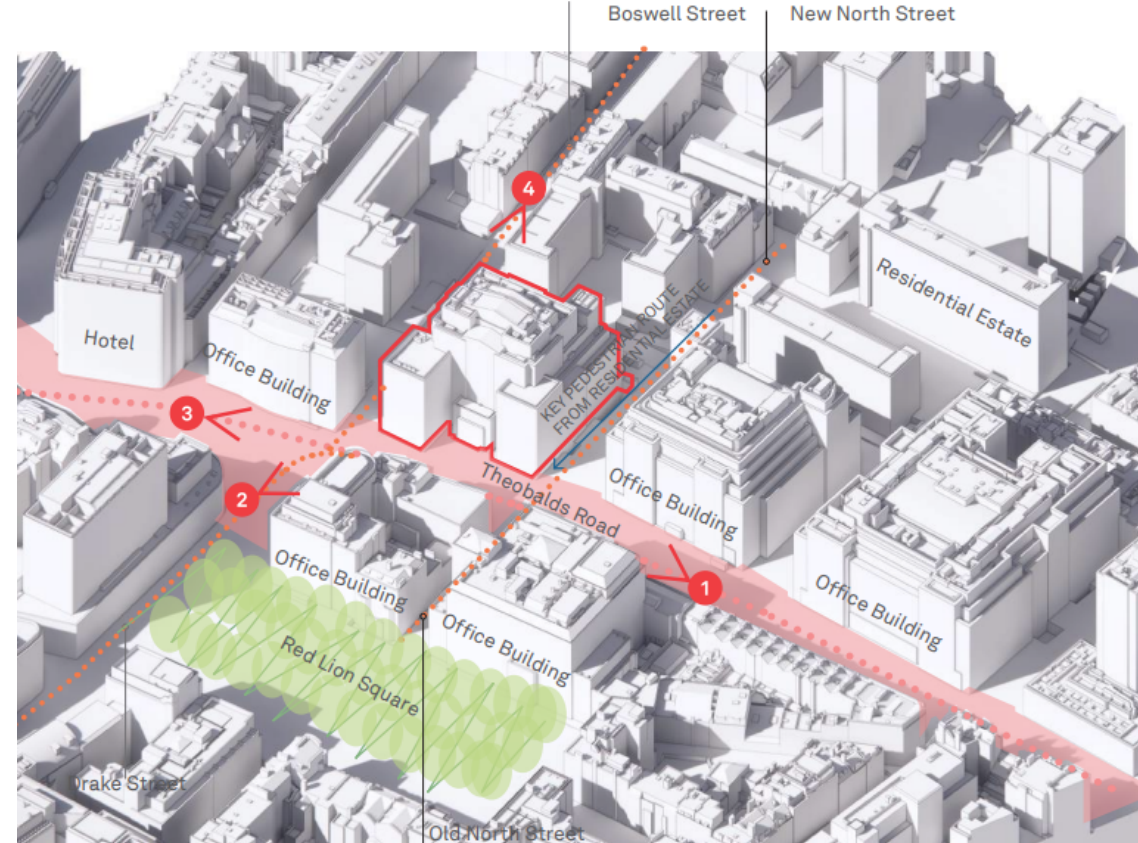 Boswell Street
New North Street
4
Residential Estate
Hotel
Office Building
KEY PEDESTRIAN ROUTE
FROM RESIDENTIAL ESTATE
3
2
Theobalds Road
Office Building
Office Building
1
Office Building
Office Building
Red Lion Square
Drake Street
Old North Street